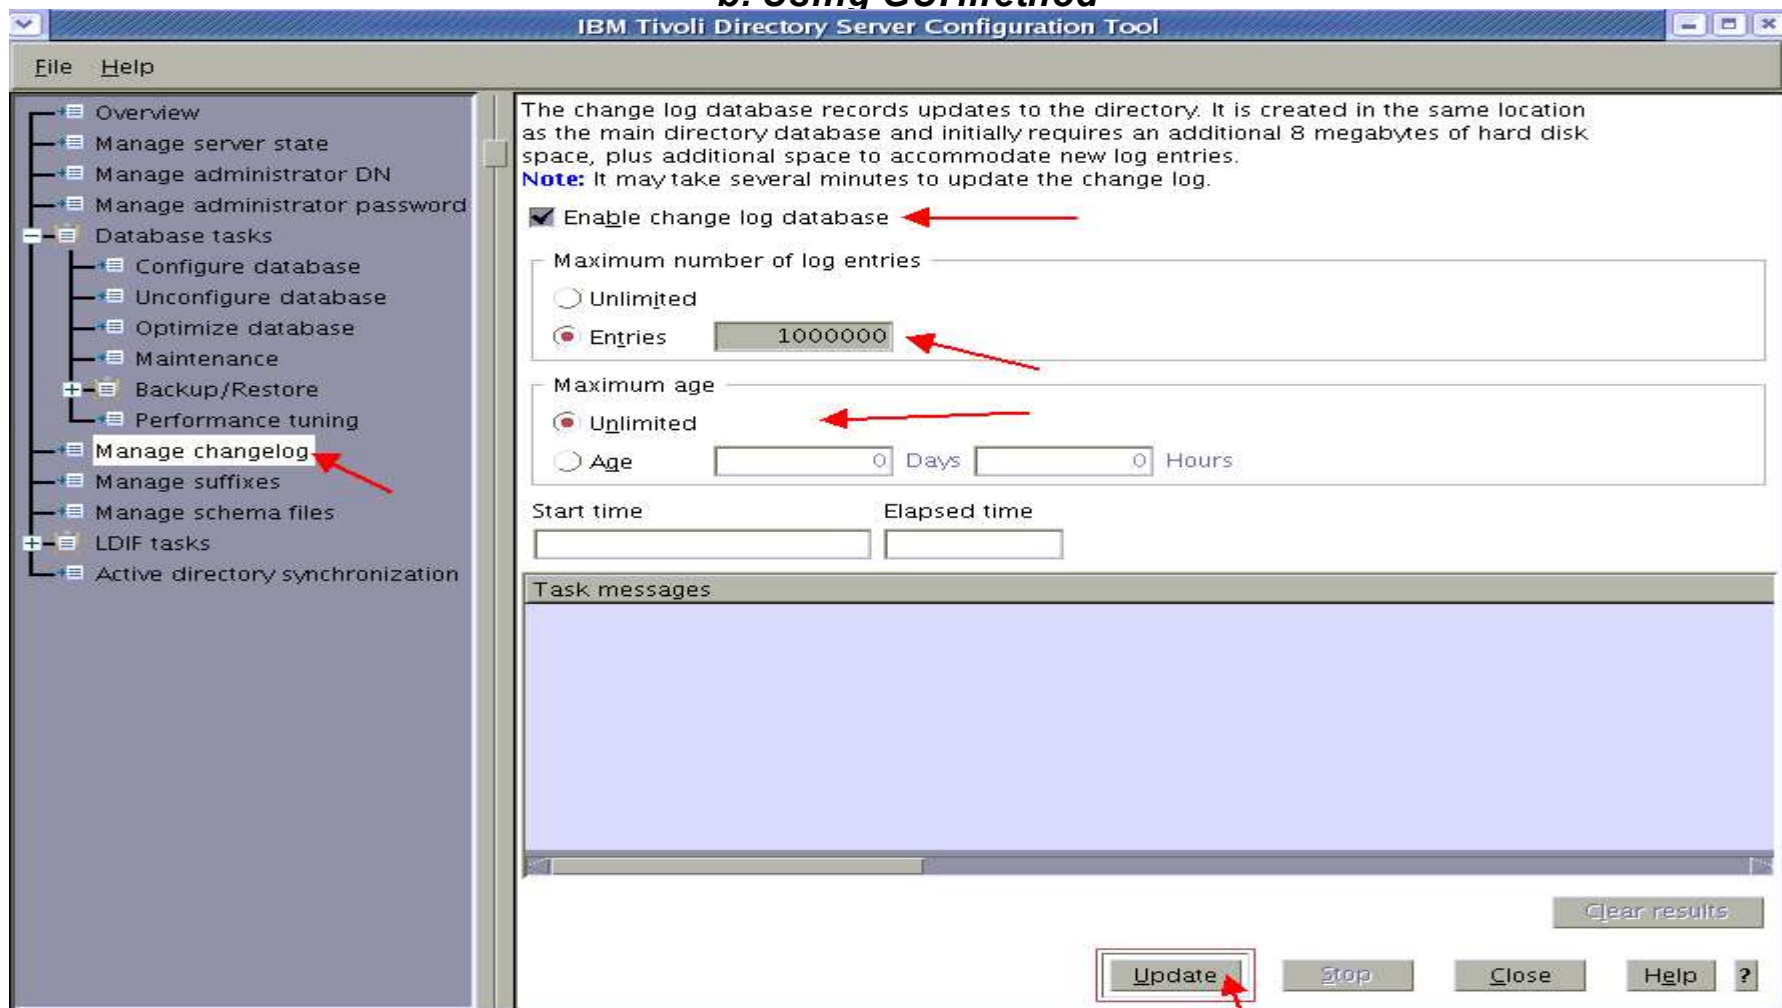 b. Using GUI method
IBM Tivoli Directory Server Configuration Tool
File Help
Overview
Manage server state
Manage administrator DN
Manage administrator password
Database tasks
Configure database
Unconfigure database
Optimize database
Maintenance
Backup/Restore
Performance tuning
Manage changelog
Manage suffixes
Manage schema files
LDIF tasks
Active directory synchronization
The change log database records updates to the directory. It is created in the same location
as the main directory database and initially requires an additional 8 megabytes of hard disk
space, plus additional space to accommodate new log entries.
Note: It may take several minutes to update the change log.
Enable change log database
Maximum number of log entries
Unlimited
Entries 1000000
Maximum age
Unlimited
Age 0 Days 0 Hours
Start time Elapsed time
Task messages
Clear results
Update Stop Close Help ?